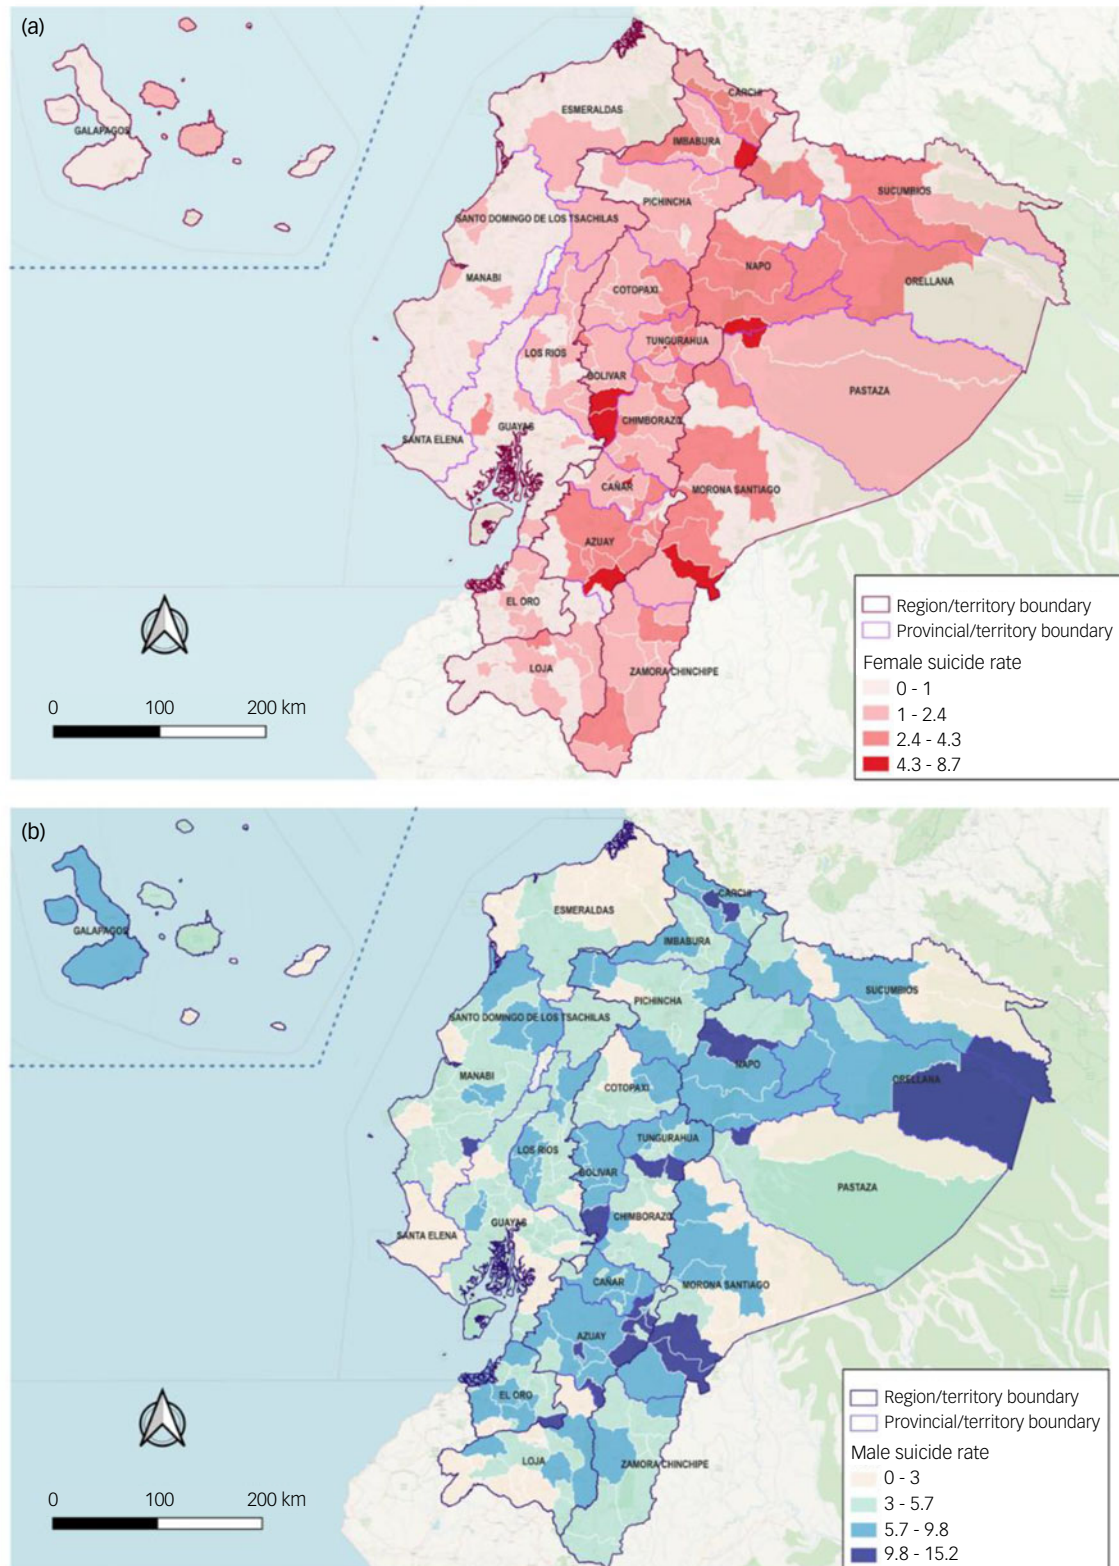 (a)
GALAPAGOS
ESMERALDAS
CARCHI
IMBABURA
SUCUMBIOS
PICHINCHA
SANTO DOMINGO DE LOS TSACHILAS
NAPO
MANABI
COTOPAXI
ORELLANA
TUNGURAHUA
LOS RIOS
BOLIVAR
PASTAZA
CHIMBORAZO
GUAYAS
SANTA ELENA
CAÑAR
MORONA SANTIAGO
AZUAY
EL ORO
LOJA
ZAMORA CHINCHIPE
0 100 200 km
Region/territory boundary
Provincial/territory boundary
Female suicide rate
0 - 1
1 - 2.4
2.4 - 4.3
4.3 - 8.7
(b)
GALAPAGOS
ESMERALDAS
CARCHI
IMBABURA
SUCUMBIOS
PICHINCHA
SANTO DOMINGO DE LOS TSACHILAS
NAPO
MANABI
COTOPAXI
ORELLANA
TUNGURAHUA
LOS RIOS
BOLIVAR
PASTAZA
CHIMBORAZO
GUAYAS
SANTA ELENA
CAÑAR
MORONA SANTIAGO
AZUAY
EL ORO
LOJA
ZAMORA CHINCHIPE
0 100 200 km
Region/territory boundary
Provincial/territory boundary
Male suicide rate
0 - 3
3 - 5.7
5.7 - 9.8
9.8 - 15.2